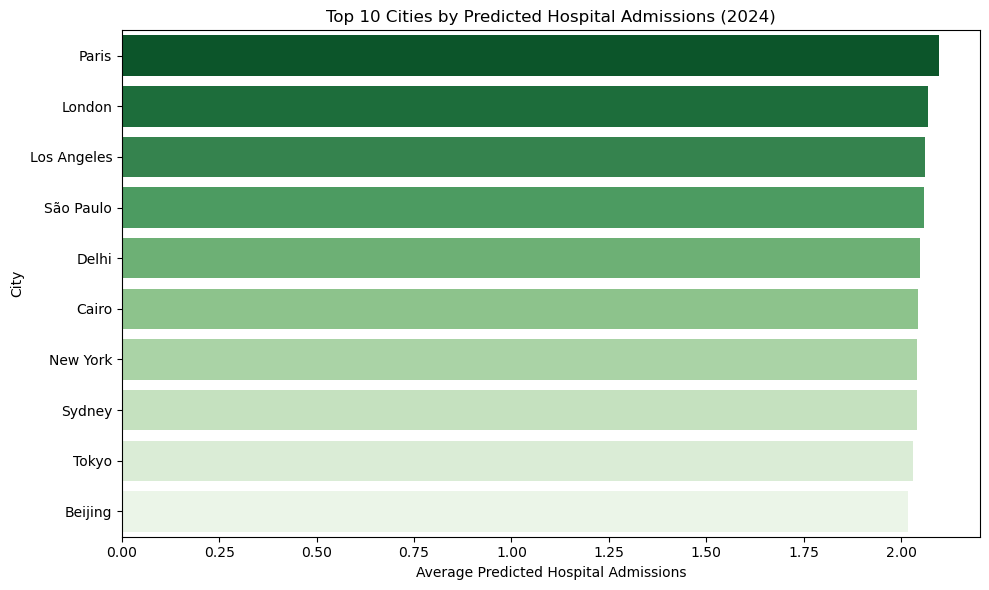 Top 10 Cities by Predicted Hospital Admissions (2024)
City
Paris
London
Los Angeles
São Paulo
Delhi
Cairo
New York
Sydney
Tokyo
Beijing
0.00 0.25 0.50 0.75 1.00 1.25 1.50 1.75 2.00
Average Predicted Hospital Admissions